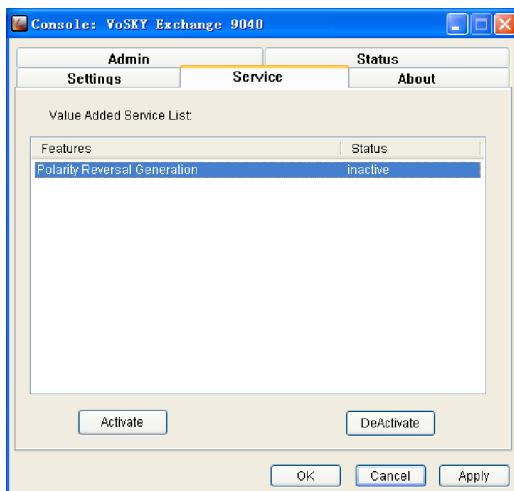 Console: VoSKY Exchange 9040
Admin Status
Settings Service About
Value Added Service List:
Features Status
Polarity Reversal Generation inactive
Activate DeActivate
OK Cancel Apply